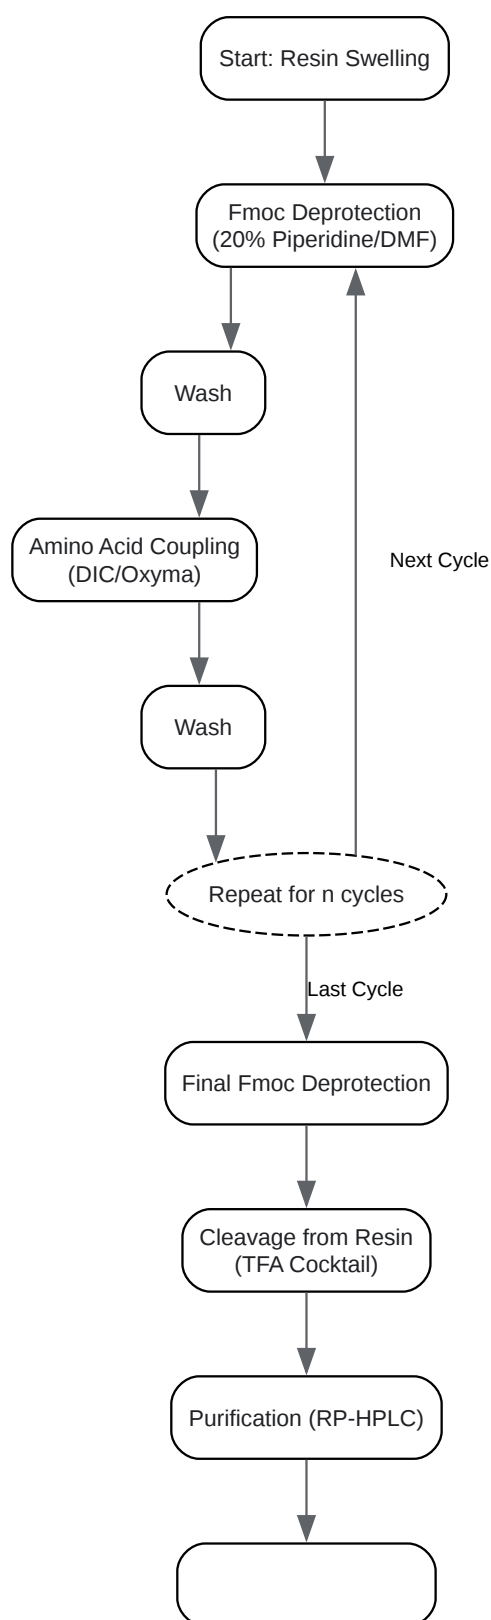 Start: Resin Swelling
Fmoc Deprotection
(20% Piperidine/DMF)
Wash
Amino Acid Coupling
(DIC/Oxyma)
Next Cycle
Wash
Repeat for n cycles
Last Cycle
Final Fmoc Deprotection
Cleavage from Resin
(TFA Cocktail)
Purification (RP-HPLC)